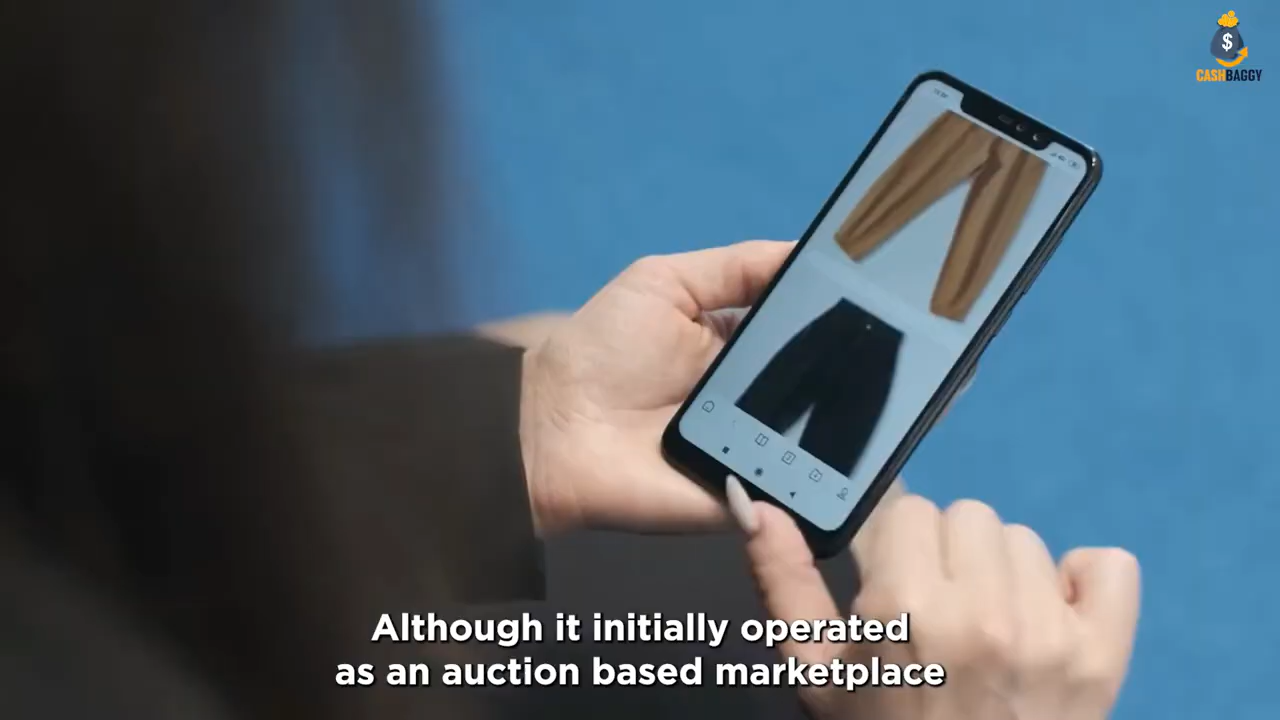 $
CASHBAGGY
Although it initially operated
as an auction based marketplace